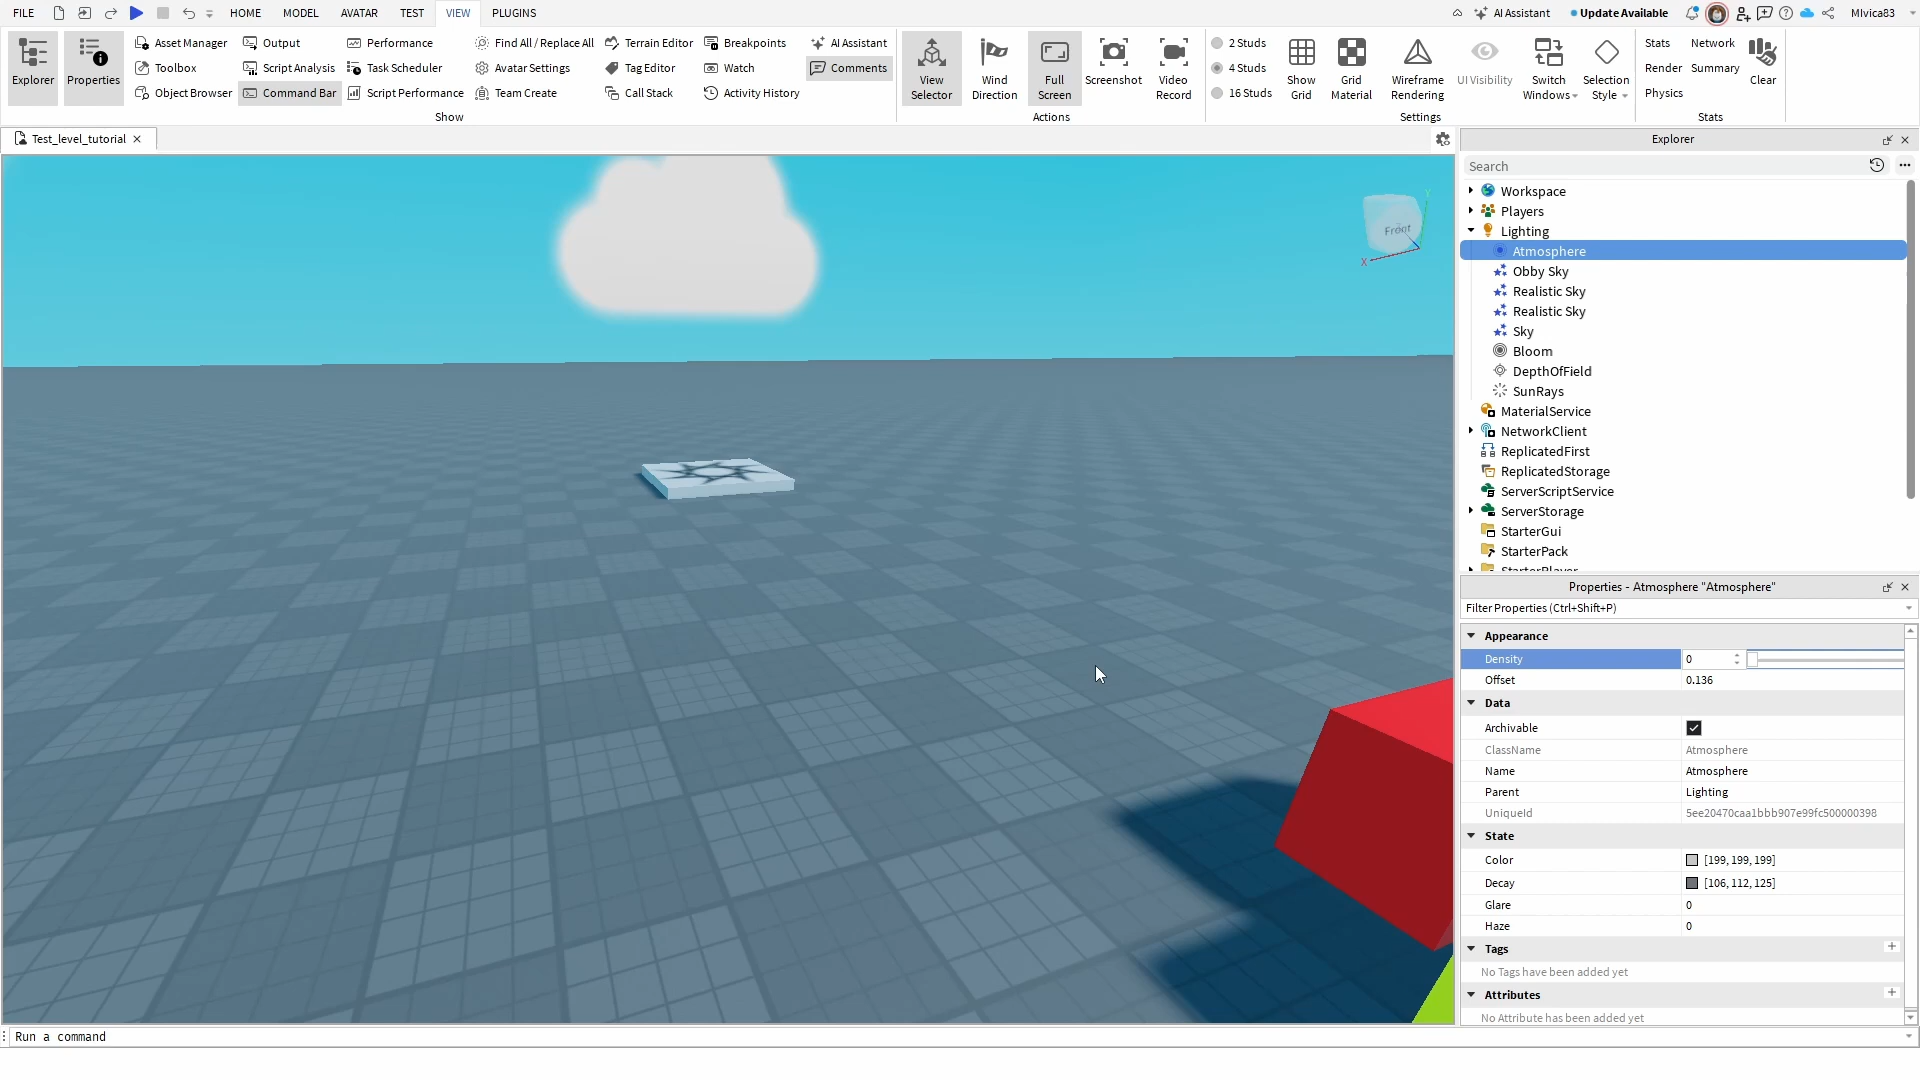 FILE HOME MODEL AVATAR TEST VIEW PLUGINS AI Assistant Update Available MIvica83
Explorer
Properties
Asset Manager
Toolbox
Object Browser
Output
Script Analysis
Command Bar
Performance
Task Scheduler
Script Performance
Find All / Replace All
Avatar Settings
Team Create
Terrain Editor
Tag Editor
Call Stack
Breakpoints
Watch
Activity History
AI Assistant
Comments
Show
View
Selector
Wind
Direction
Full
Screen
Screenshot
Video
Record
Actions
2 Studs
4 Studs
16 Studs
Show
Grid
Grid
Material
Wireframe
Rendering
UI Visibility
Switch
Windows
Selection
Style
Settings
Stats
Render
Physics
Network
Summary
Clear
Stats
Test_level_tutorial
Front
X
Y
Explorer
Search
Workspace
Players
Lighting
Atmosphere
Obby Sky
Realistic Sky
Realistic Sky
Sky
Bloom
DepthOfField
SunRays
MaterialService
NetworkClient
ReplicatedFirst
ReplicatedStorage
ServerScriptService
ServerStorage
StarterGui
StarterPack
StarterPlayer
Properties - Atmosphere "Atmosphere"
Filter Properties (Ctrl+Shift+P)
Appearance
Density 0
Offset 0.136
Data
Archivable
ClassName Atmosphere
Name Atmosphere
Parent Lighting
UniqueId 5ee20470caa1bbb907e99fc500000398
State
Color [199, 199, 199]
Decay [106, 112, 125]
Glare 0
Haze 0
Tags
No Tags have been added yet
Attributes
No Attribute has been added yet
Run a command